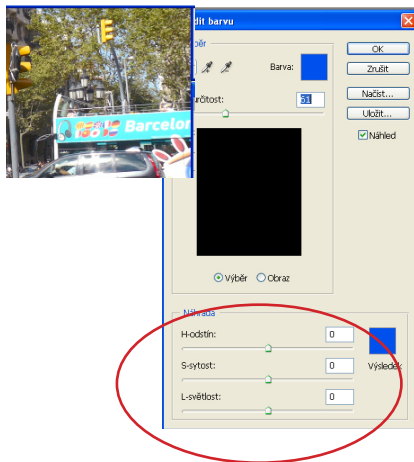 dit barvu
běr
OK
Barva:
Zrušit
určitost:
51
Načíst...
Uložit...
Náhled
Barcelon
Výběr
Obraz
Náhrada
H-odstín:
0
S-sytost:
0
Výsledek
L-světlost:
0